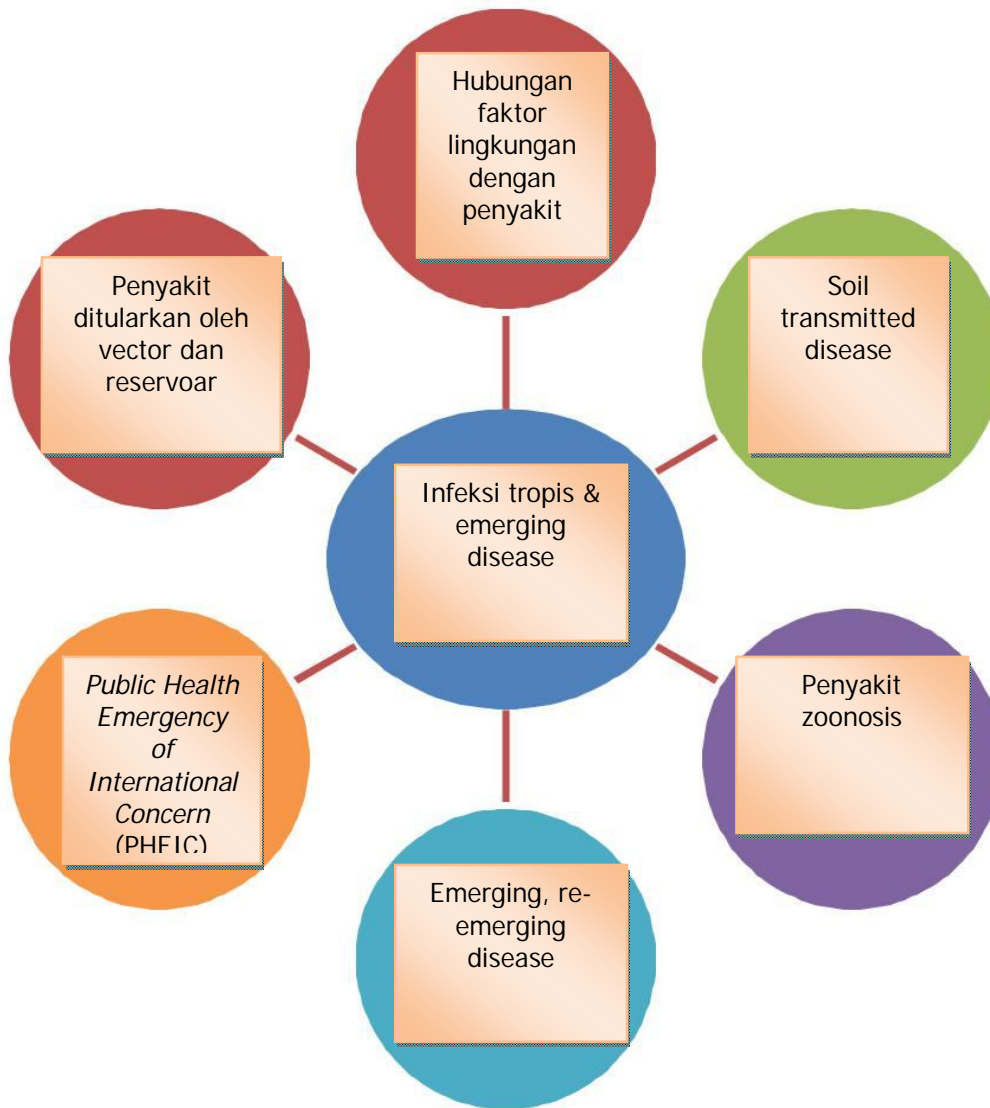 Hubungan
faktor
lingkungan
dengan
penyakit
Penyakit
ditularkan oleh
vector dan
reservoar
Soil
transmitted
disease
Infeksi tropis &
emerging
disease
Public Health
Emergency
of
International
Concern
(PHEIC)
Penyakit
zoonosis
Emerging, re-
emerging
disease